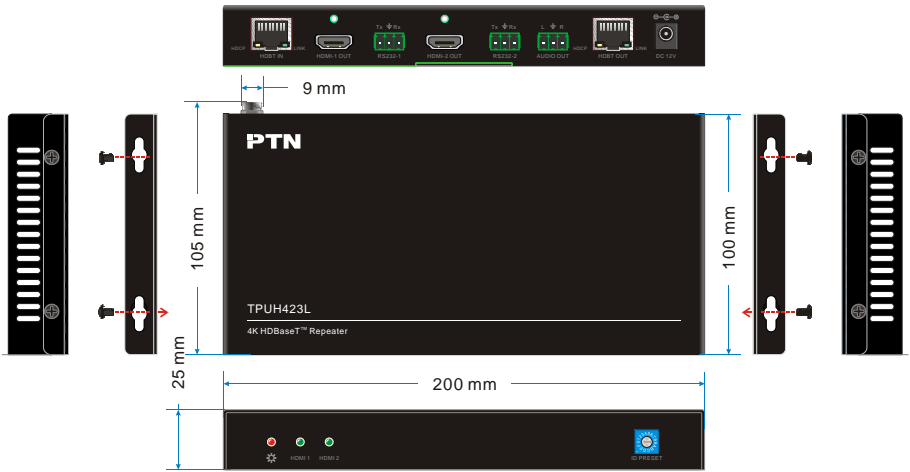 Tx Rx
Tx Rx
L R
HDCP
LINK
HDCP
LINK
HDBT IN
HDMI-1 OUT
RS232-1
HDMI-2 OUT
RS232-2
AUDIO OUT
HDBT OUT
DC 12V
9 mm
PTN
105 mm
100 mm
TPUH423L
4K HDBaseT™ Repeater
25 mm
200 mm
HDMI 1
HDMI 2
ID PRESET